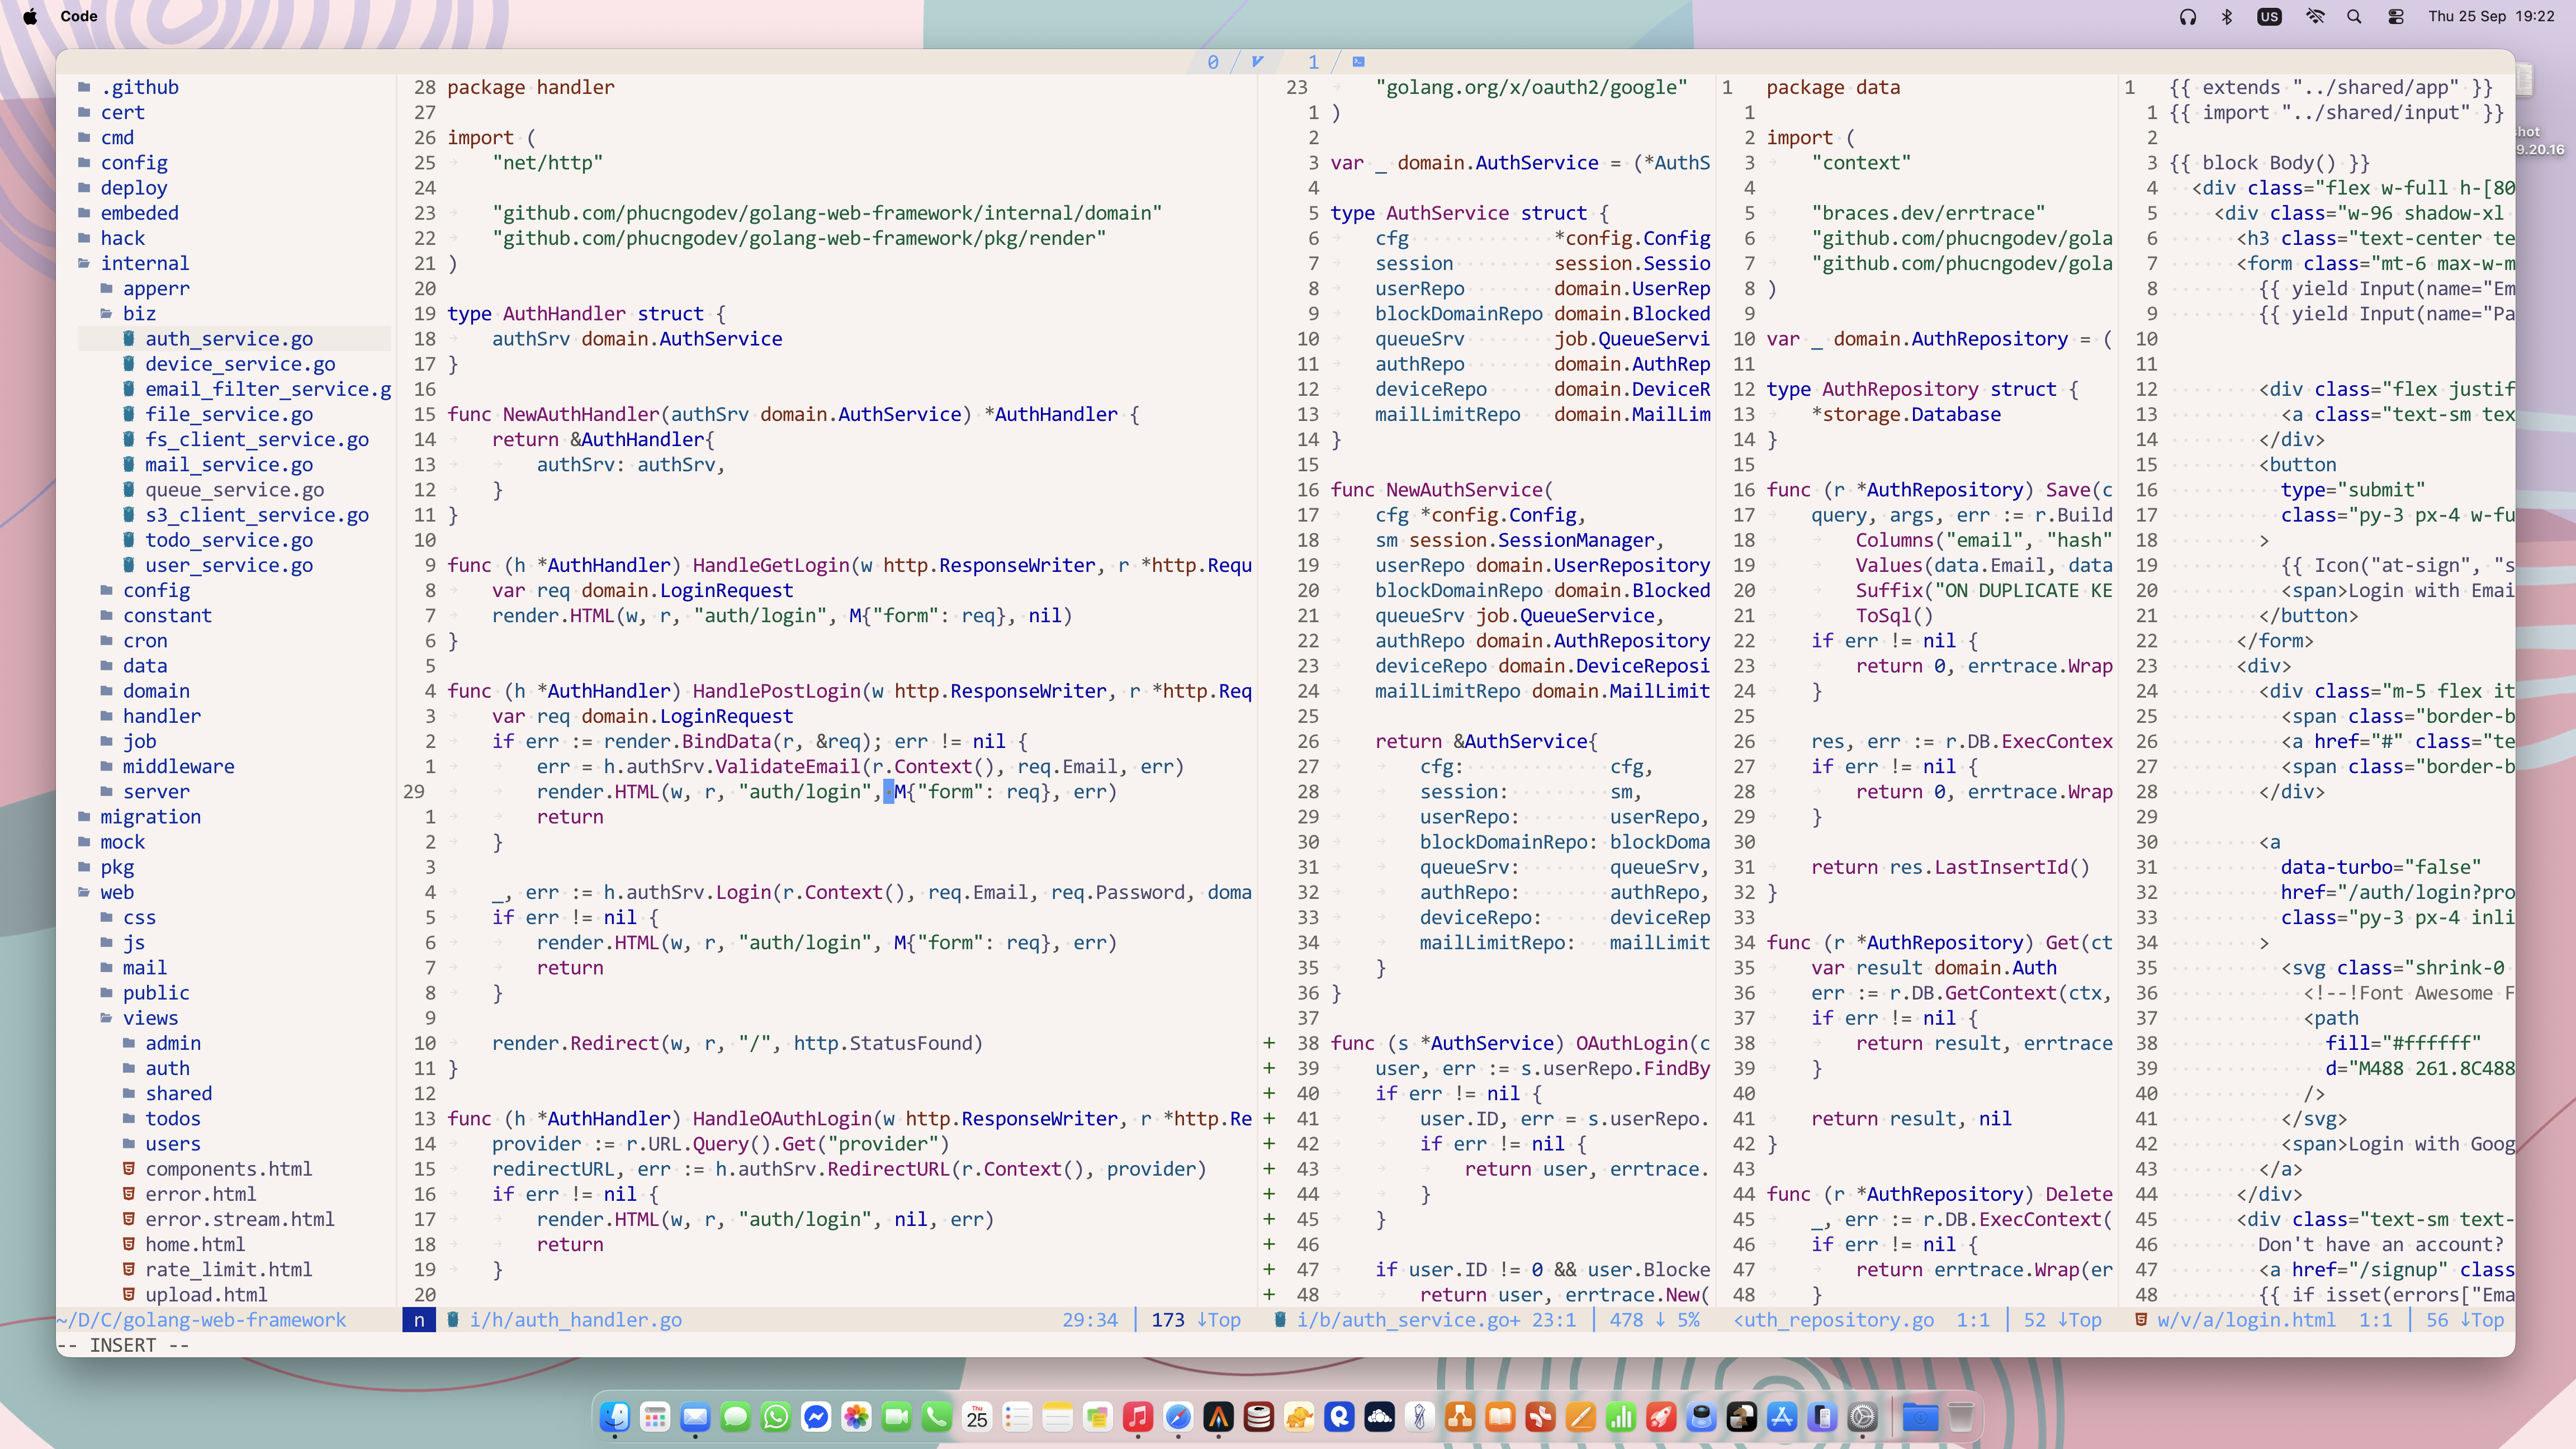 Code
US
Thu 25 Sep 19:22
0
1
.github
cert
cmd
config
deploy
embeded
hack
internal
apperr
biz
auth_service.go
device_service.go
email_filter_service.g
file_service.go
fs_client_service.go
mail_service.go
queue_service.go
s3_client_service.go
todo_service.go
user_service.go
config
constant
cron
data
domain
handler
job
middleware
server
migration
mock
pkg
web
css
js
mail
public
views
admin
auth
shared
todos
users
components.html
error.html
error.stream.html
home.html
rate_limit.html
upload.html
~/D/C/golang-web-framework
28 package handler
27
26 import (
25 "net/http"
24
23 "github.com/phucngodev/golang-web-framework/internal/domain"
22 "github.com/phucngodev/golang-web-framework/pkg/render"
21 )
20
19 type AuthHandler struct {
18 authSrv domain.AuthService
17 }
16
15 func NewAuthHandler(authSrv domain.AuthService) *AuthHandler {
14 return &AuthHandler{
13 authSrv: authSrv,
12 }
11 }
10
9 func (h *AuthHandler) HandleGetLogin(w http.ResponseWriter, r *http.Requ
8 var req domain.LoginRequest
7 render.HTML(w, r, "auth/login", M{"form": req}, nil)
6 }
5
4 func (h *AuthHandler) HandlePostLogin(w http.ResponseWriter, r *http.Req
3 var req domain.LoginRequest
2 if err := render.BindData(r, &req); err != nil {
1 err = h.authSrv.ValidateEmail(r.Context(), req.Email, err)
29 render.HTML(w, r, "auth/login", M{"form": req}, err)
1 return
2 }
3
4 _, err := h.authSrv.Login(r.Context(), req.Email, req.Password, doma
5 if err != nil {
6 render.HTML(w, r, "auth/login", M{"form": req}, err)
7 return
8 }
9
10 render.Redirect(w, r, "/", http.StatusFound)
11 }
12
13 func (h *AuthHandler) HandleOAuthLogin(w http.ResponseWriter, r *http.Re
14 provider := r.URL.Query().Get("provider")
15 redirectURL, err := h.authSrv.RedirectURL(r.Context(), provider)
16 if err != nil {
17 render.HTML(w, r, "auth/login", nil, err)
18 return
19 }
20
n i/h/auth_handler.go 29:34 │ 173 ↓Top
23 "golang.org/x/oauth2/google"
1 )
2
3 var _ domain.AuthService = (*AuthS
4
5 type AuthService struct {
6 cfg *config.Config
7 session session.Sessio
8 userRepo domain.UserRep
9 blockDomainRepo domain.Blocked
10 queueSrv job.QueueServi
11 authRepo domain.AuthRep
12 deviceRepo domain.DeviceR
13 mailLimitRepo domain.MailLim
14 }
15
16 func NewAuthService(
17 cfg *config.Config,
18 sm session.SessionManager,
19 userRepo domain.UserRepository
20 blockDomainRepo domain.Blocked
21 queueSrv job.QueueService,
22 authRepo domain.AuthRepository
23 deviceRepo domain.DeviceReposi
24 mailLimitRepo domain.MailLimit
25
26 return &AuthService{
27 cfg: cfg,
28 session: sm,
29 userRepo: userRepo,
30 blockDomainRepo: blockDoma
31 queueSrv: queueSrv,
32 authRepo: authRepo,
33 deviceRepo: deviceRep
34 mailLimitRepo: mailLimit
35 }
36 }
37
+ 38 func (s *AuthService) OAuthLogin(c
+ 39 user, err := s.userRepo.FindBy
+ 40 if err != nil {
+ 41 user.ID, err = s.userRepo.
+ 42 if err != nil {
+ 43 return user, errtrace.
+ 44 }
+ 45 }
+ 46
+ 47 if user.ID != 0 && user.Blocke
+ 48 return user, errtrace.New(
i/b/auth_service.go+ 23:1 │ 478 ↓ 5%
1 package data
1
2 import (
3 "context"
4
5 "braces.dev/errtrace"
6 "github.com/phucngodev/gola
7 "github.com/phucngodev/gola
8 )
9
10 var _ domain.AuthRepository = (
11
12 type AuthRepository struct {
13 *storage.Database
14 }
15
16 func (r *AuthRepository) Save(c
17 query, args, err := r.Build
18 Columns("email", "hash"
19 Values(data.Email, data
20 Suffix("ON DUPLICATE KE
21 ToSql()
22 if err != nil {
23 return 0, errtrace.Wrap
24 }
25
26 res, err := r.DB.ExecContex
27 if err != nil {
28 return 0, errtrace.Wrap
29 }
30
31 return res.LastInsertId()
32 }
33
34 func (r *AuthRepository) Get(ct
35 var result domain.Auth
36 err := r.DB.GetContext(ctx,
37 if err != nil {
38 return result, errtrace
39 }
40
41 return result, nil
42 }
43
44 func (r *AuthRepository) Delete
45 _, err := r.DB.ExecContext(
46 if err != nil {
47 return errtrace.Wrap(er
48 }
<uth_repository.go 1:1 │ 52 ↓Top
1 {{ extends "../shared/app" }}
1 {{ import "../shared/input" }}
2
3 {{ block Body() }}
4 <div class="flex w-full h-[80
5 <div class="w-96 shadow-xl
6 <h3 class="text-center te
7 <form class="mt-6 max-w-m
8 {{ yield Input(name="Em
9 {{ yield Input(name="Pa
10
11
12 <div class="flex justif
13 <a class="text-sm tex
14 </div>
15 <button
16 type="submit"
17 class="py-3 px-4 w-fu
18 >
19 {{ Icon("at-sign", "s
20 <span>Login with Emai
21 </button>
22 </form>
23 <div>
24 <div class="m-5 flex it
25 <span class="border-b
26 <a href="#" class="te
27 <span class="border-b
28 </div>
29
30 <a
31 data-turbo="false"
32 href="/auth/login?pro
33 class="py-3 px-4 inli
34 >
35 <svg class="shrink-0
36 <!--!Font Awesome F
37 <path
38 fill="#ffffff"
39 d="M488 261.8C488
40 />
41 </svg>
42 <span>Login with Goog
43 </a>
44 </div>
45 <div class="text-sm text-
46 Don't have an account?
47 <a href="/signup" class
48 {{ if isset(errors["Ema
w/v/a/login.html 1:1 │ 56 ↓Top
-- INSERT --
hot
9.20.16
Thu
25